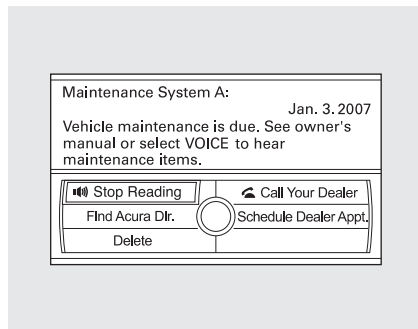 Maintenance System A:
Jan. 3. 2007
Vehicle maintenance is due. See owner's
manual or select VOICE to hear
maintenance items.
Stop Reading
Call Your Dealer
FInd Acura Dlr.
Schedule Dealer Appt.
Delete